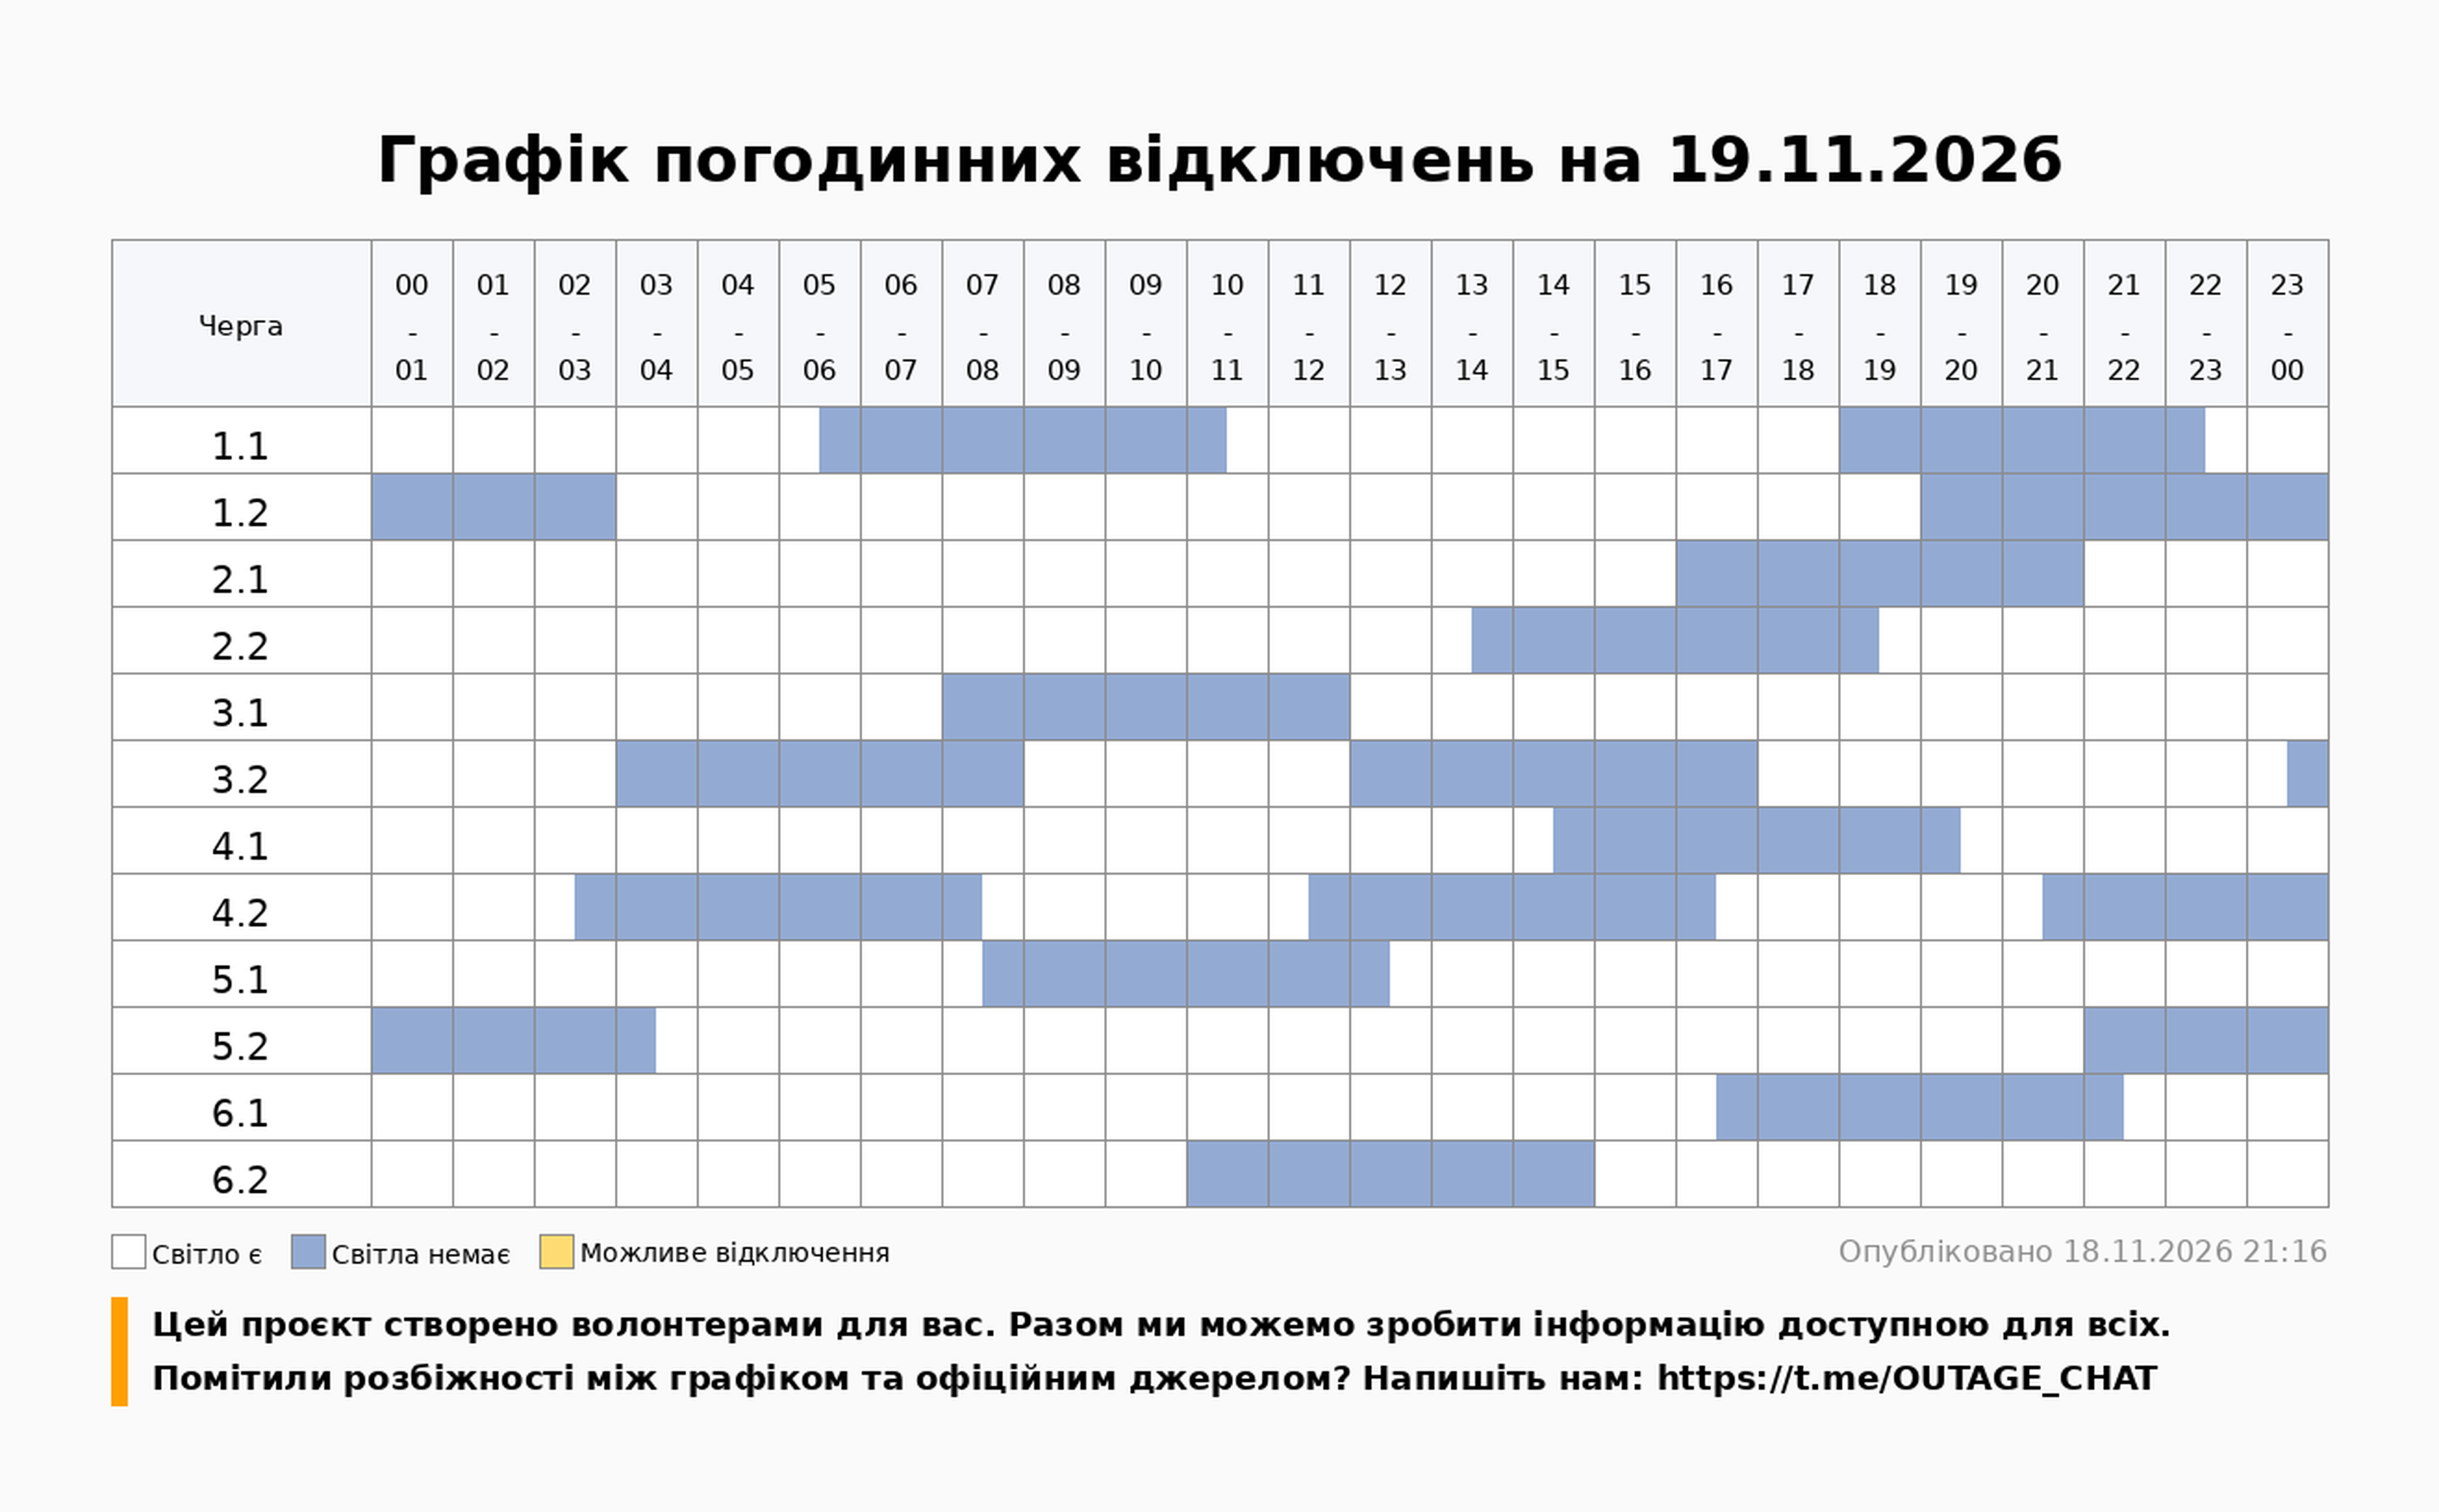 Графік погодинних відключень на 19.11.2026
Черга 00 - 01 01 - 02 02 - 03 03 - 04 04 - 05 05 - 06 06 - 07 07 - 08 08 - 09 09 - 10 10 - 11 11 - 12 12 - 13 13 - 14 14 - 15 15 - 16 16 - 17 17 - 18 18 - 19 19 - 20 20 - 21 21 - 22 22 - 23 23 - 00
1.1
1.2
2.1
2.2
3.1
3.2
4.1
4.2
5.1
5.2
6.1
6.2
Світло є Світла немає Можливе відключення Опубліковано 18.11.2026 21:16
Цей проєкт створено волонтерами для вас. Разом ми можемо зробити інформацію доступною для всіх.
Помітили розбіжності між графіком та офіційним джерелом? Напишіть нам: https://t.me/OUTAGE_CHAT